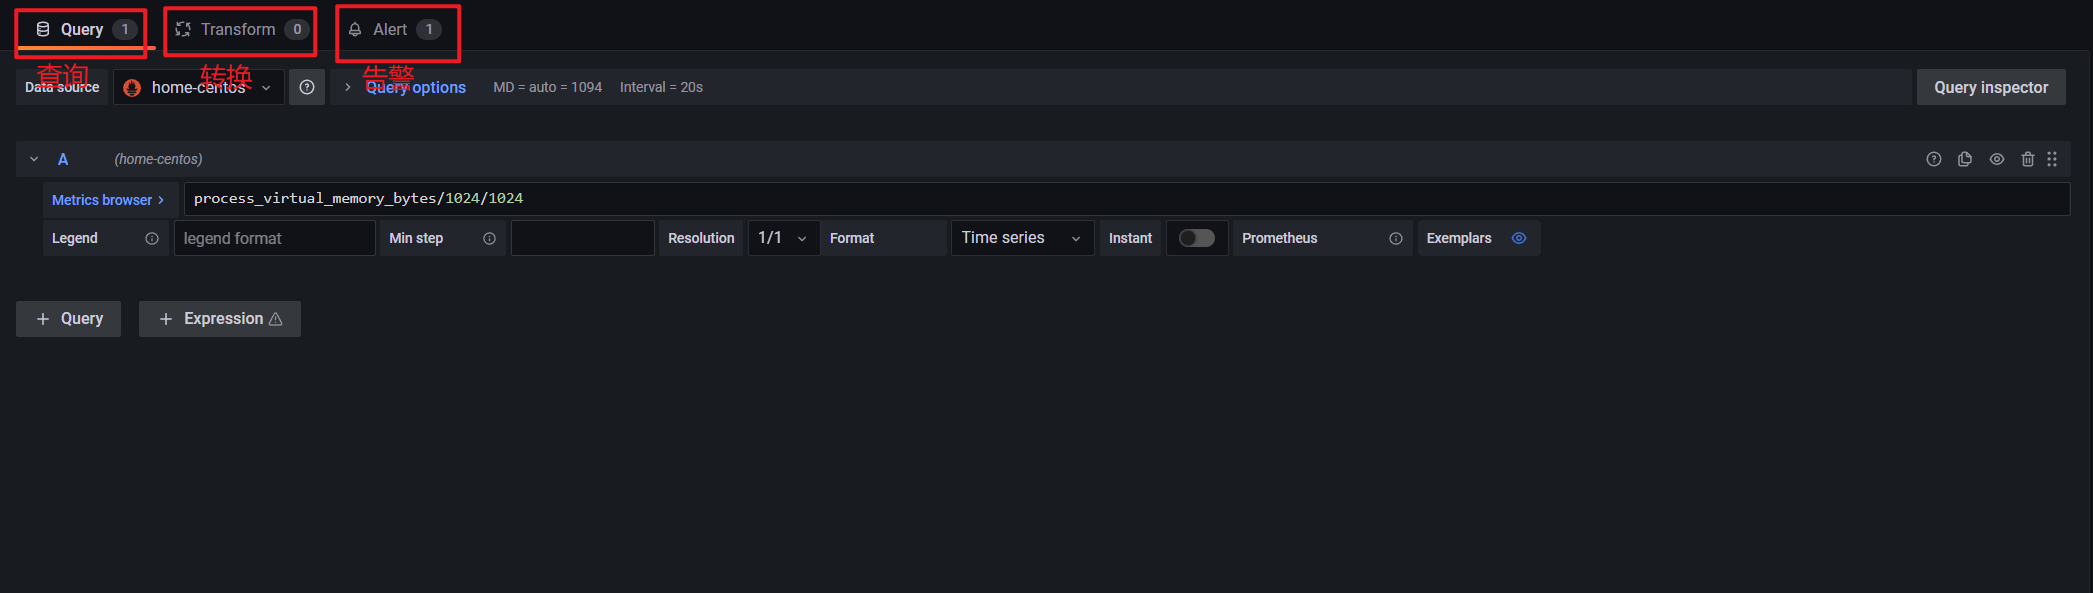 Query 1 Transform 0 Alert 1
查询 转换 告警
Data source home-centos Query options MD = auto = 1094 Interval = 20s Query inspector
A (home-centos)
Metrics browser > process_virtual_memory_bytes/1024/1024
Legend legend format Min step Resolution 1/1 Format Time series Instant Prometheus Exemplars
+ Query + Expression